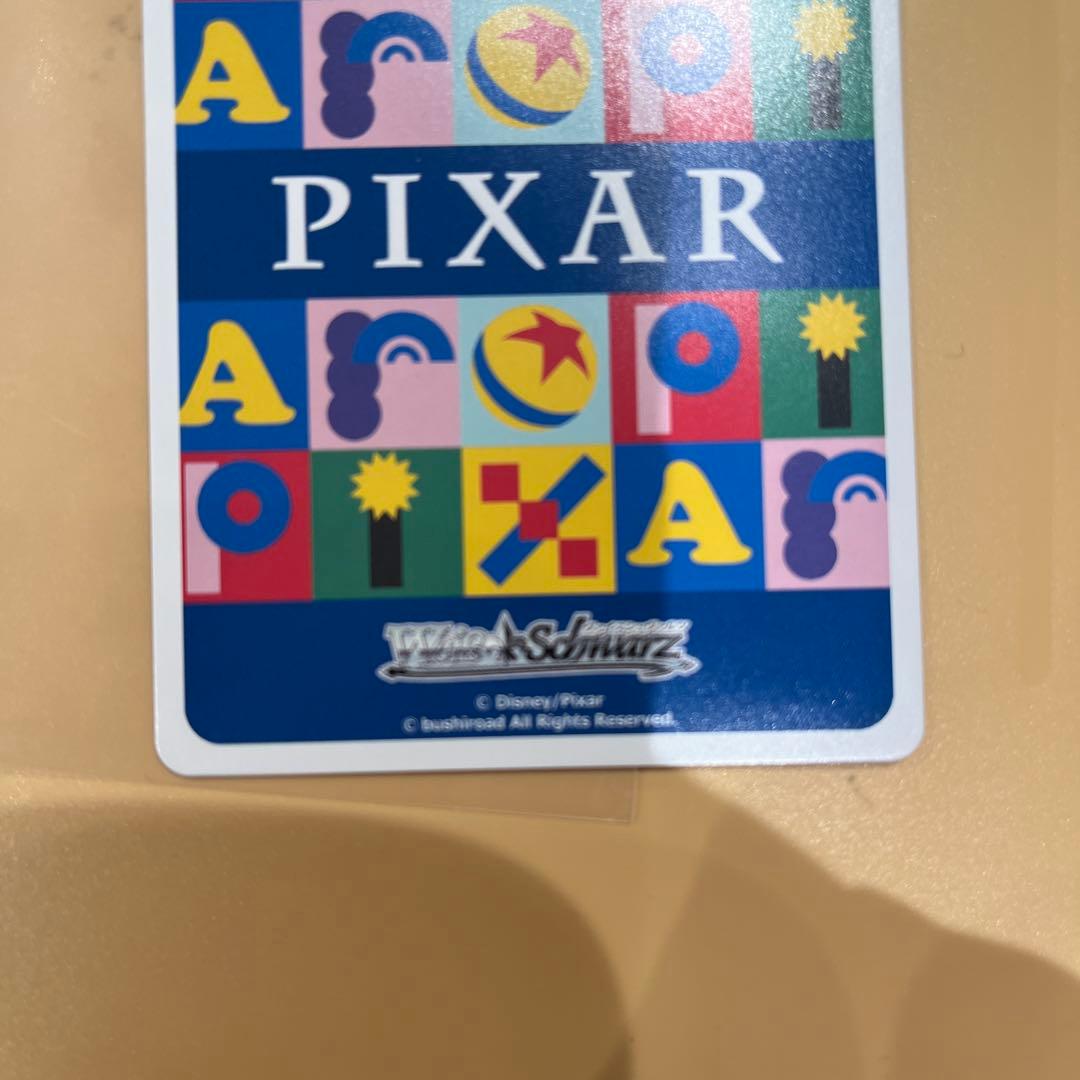 A r p i
PIXAR
A r p i
p i x A r
Weiß Schwarz
© Disney/Pixar
© bushiroad All Rights Reserved.